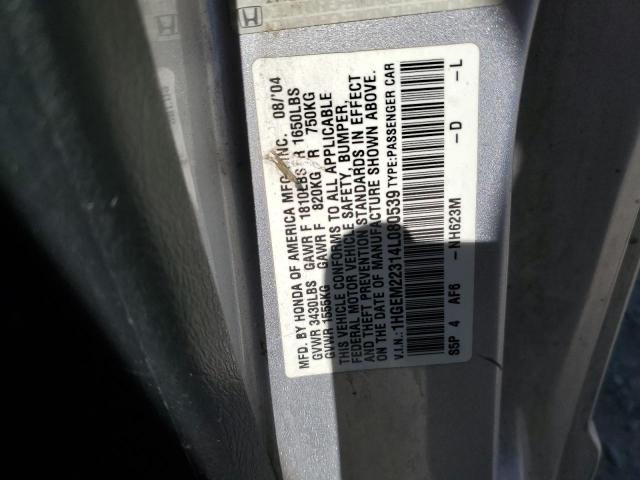 MFD. BY HONDA OF AMERICA MFG., INC. 08/'04
GVWR 3430LBS GAWR F 1810LBS R 1650LBS
GVWR 1555KG GAWR F 820KG R 750KG
THIS VEHICLE CONFORMS TO ALL APPLICABLE
FEDERAL MOTOR VEHICLE SAFETY, BUMPER,
AND THEFT PREVENTION STANDARDS IN EFFECT
ON THE DATE OF MANUFACTURE SHOWN ABOVE.
V.I.N.:1HGEM22314L080539 TYPE:PASSENGER CAR
S5P 4 AF6 -NH623M -D -L